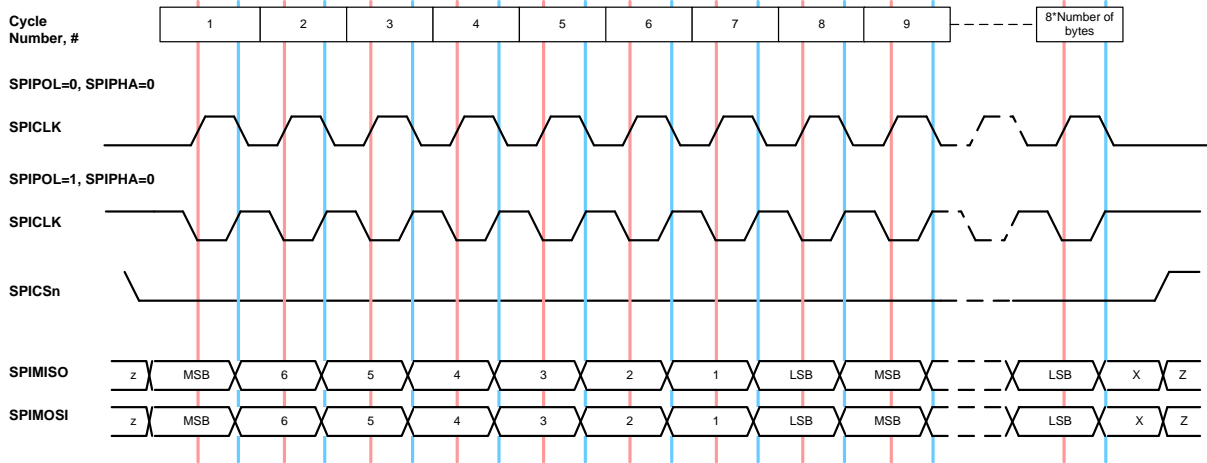 Cycle
Number, #
1 2 3 4 5 6 7 8 9
8*Number of
bytes
SPIPOL=0, SPIPHA=0
SPICLK
SPIPOL=1, SPIPHA=0
SPICLK
SPICSn
SPIMISO z MSB 6 5 4 3 2 1 LSB MSB LSB X Z
SPIMOSI z MSB 6 5 4 3 2 1 LSB MSB LSB X Z